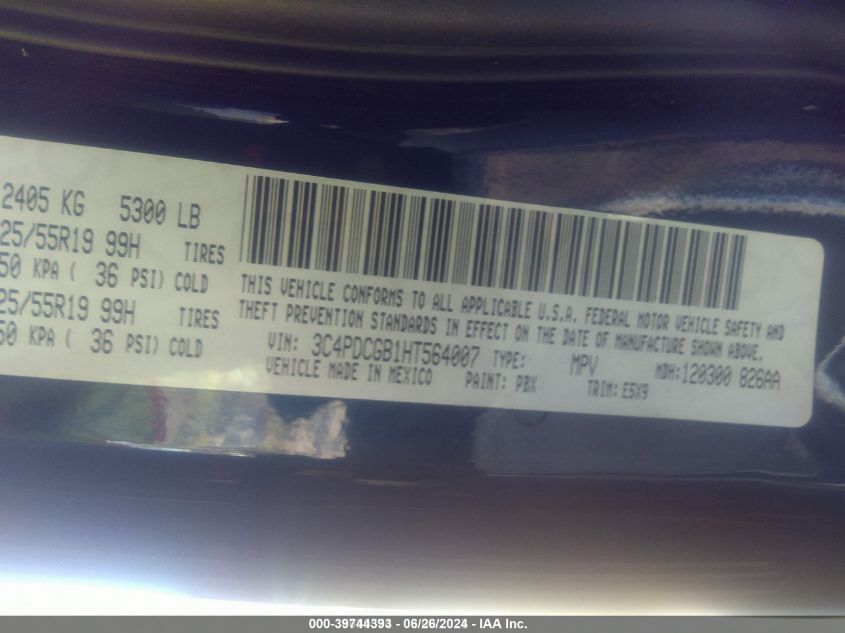 2405 KG 5300 LB
25/55R19 99H TIRES
50 KPA ( 36 PSI) COLD
25/55R19 99H TIRES
50 KPA ( 36 PSI) COLD
THIS VEHICLE CONFORMS TO ALL APPLICABLE U.S.A. FEDERAL MOTOR VEHICLE SAFETY AND
THEFT PREVENTION STANDARDS IN EFFECT ON THE DATE OF MANUFACTURE SHOWN ABOVE.
VIN: 3C4PDCGB1HT564007 TYPE: MPV MDH: 120300 826AA
VEHICLE MADE IN MEXICO PAINT: PBX TRIM: E5X9
000-39744393 - 06/26/2024 - IAA Inc.